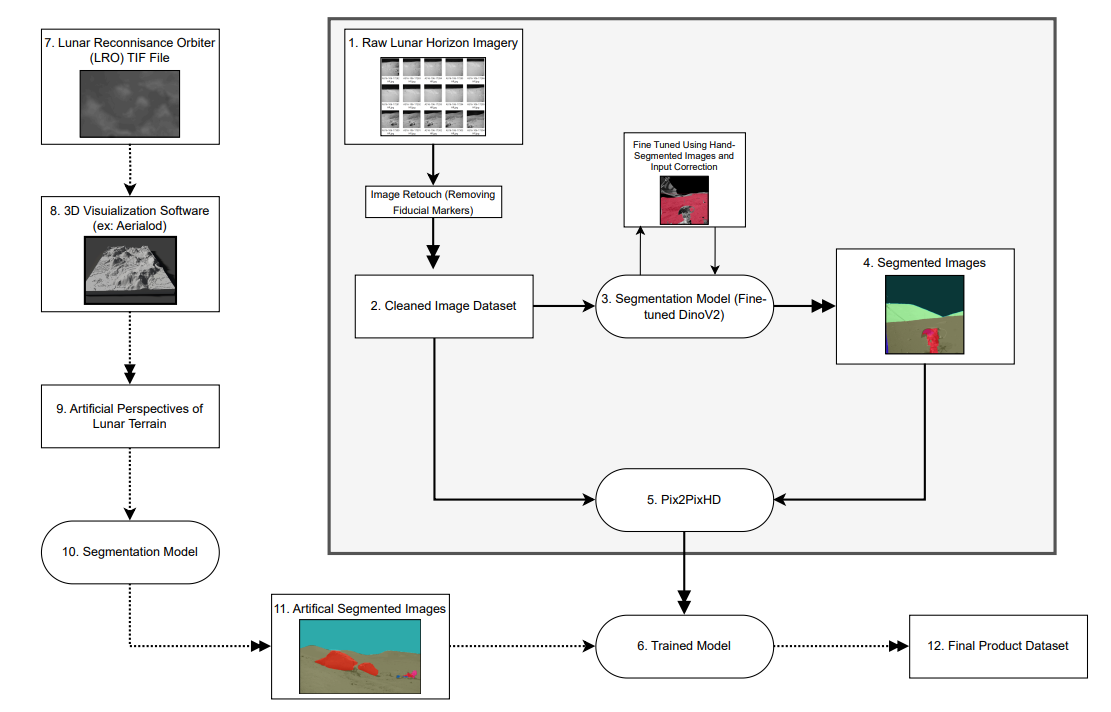 7. Lunar Reconnisance Orbiter
(LRO) TIF File
1. Raw Lunar Horizon Imagery
Fine Tuned Using Hand-
Segmented Images and
Input Correction
Image Retouch (Removing
Fiducial Markers)
8. 3D Visuialization Software
(ex: Aerialod)
4. Segmented Images
2. Cleaned Image Dataset
3. Segmentation Model (Fine-
tuned DinoV2)
9. Artificial Perspectives of
Lunar Terrain
5. Pix2PixHD
10. Segmentation Model
11. Artifical Segmented Images
6. Trained Model
12. Final Product Dataset